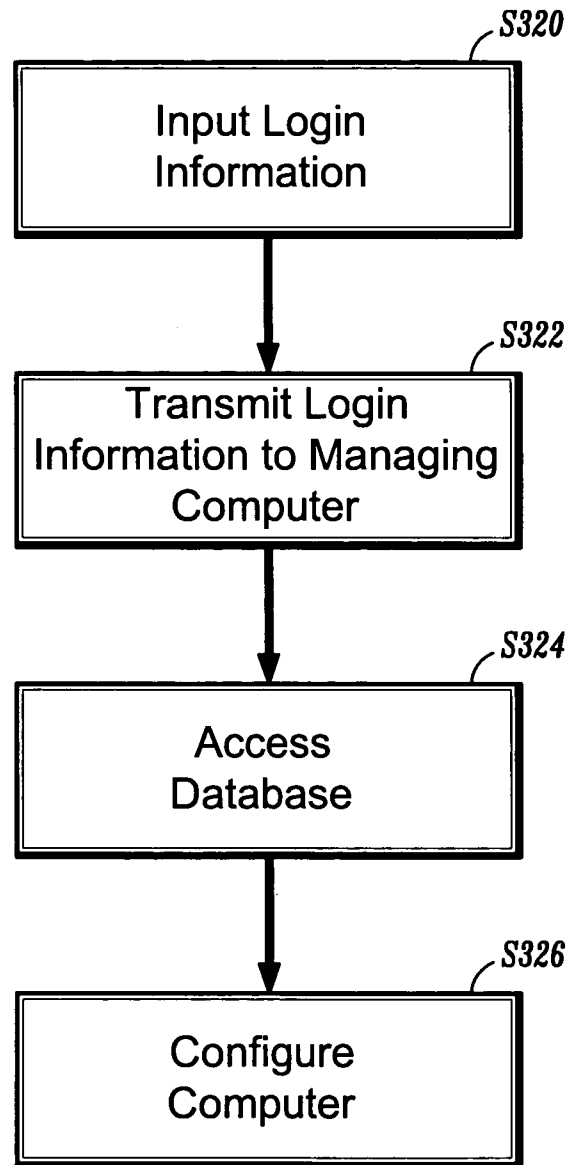 S320
Input Login
Information
S322
Transmit Login
Information to Managing
Computer
S324
Access
Database
S326
Configure
Computer